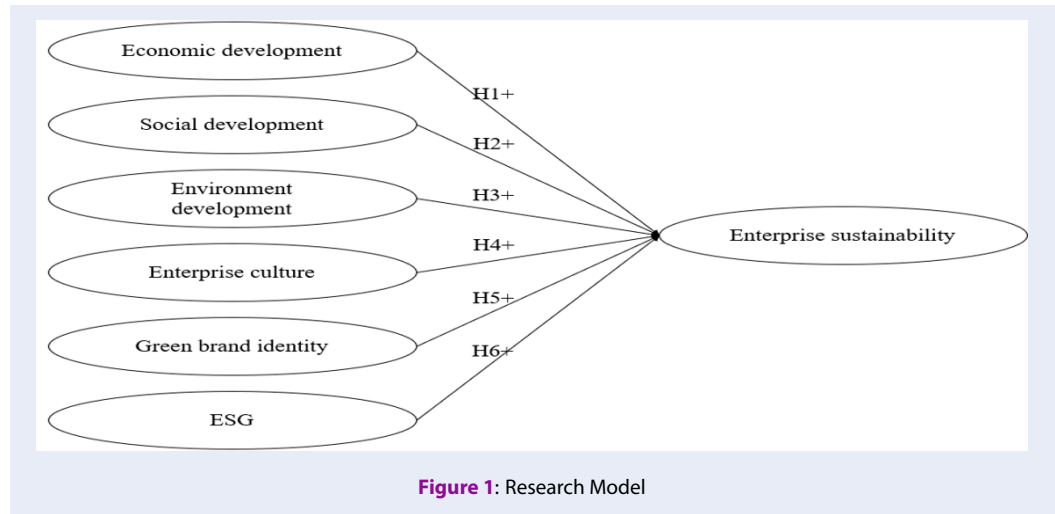 Economic development
H1+
Social development
H2+
Environment
development
H3+
Enterprise sustainability
Enterprise culture
H4+
Green brand identity
H5+
H6+
ESG
Figure 1: Research Model